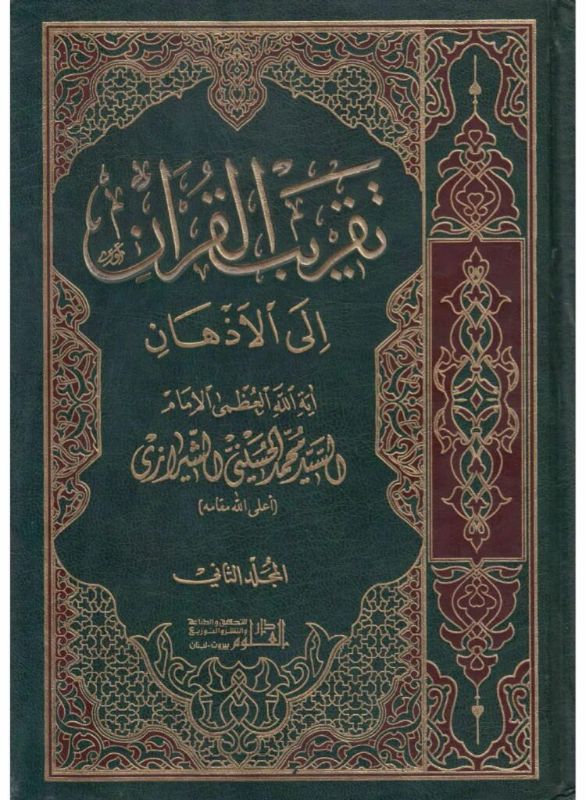 تقريب القرآن
إلى الأذهان
آية الله العظمى الإمام
السيد محمد الحسيني الشيرازي
(أعلى الله مقامه)
المجلد الثاني
دار العلوم
للتحقيق والطباعة
والنشر والتوزيع
بيروت-لبنان